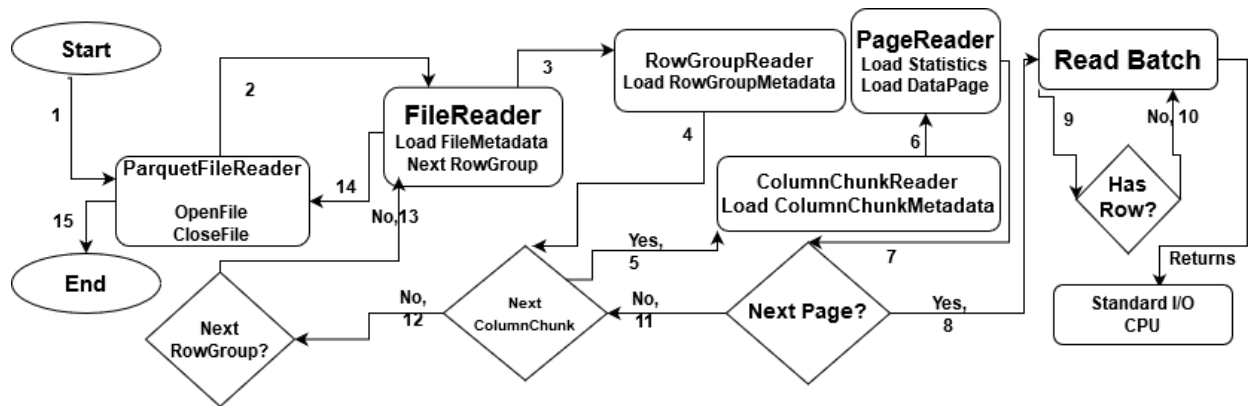 Start
1
2
ParquetFileReader
OpenFile
CloseFile
15
End
14
FileReader
Load FileMetadata
Next RowGroup
3
RowGroupReader
Load RowGroupMetadata
4
PageReader
Load Statistics
Load DataPage
6
ColumnChunkReader
Load ColumnChunkMetadata
Yes,
5
Next
ColumnChunk
No,
12
No,13
Next
RowGroup?
No,
11
Next Page?
7
Yes,
8
Read Batch
9
No, 10
Has
Row?
Returns
Standard I/O
CPU